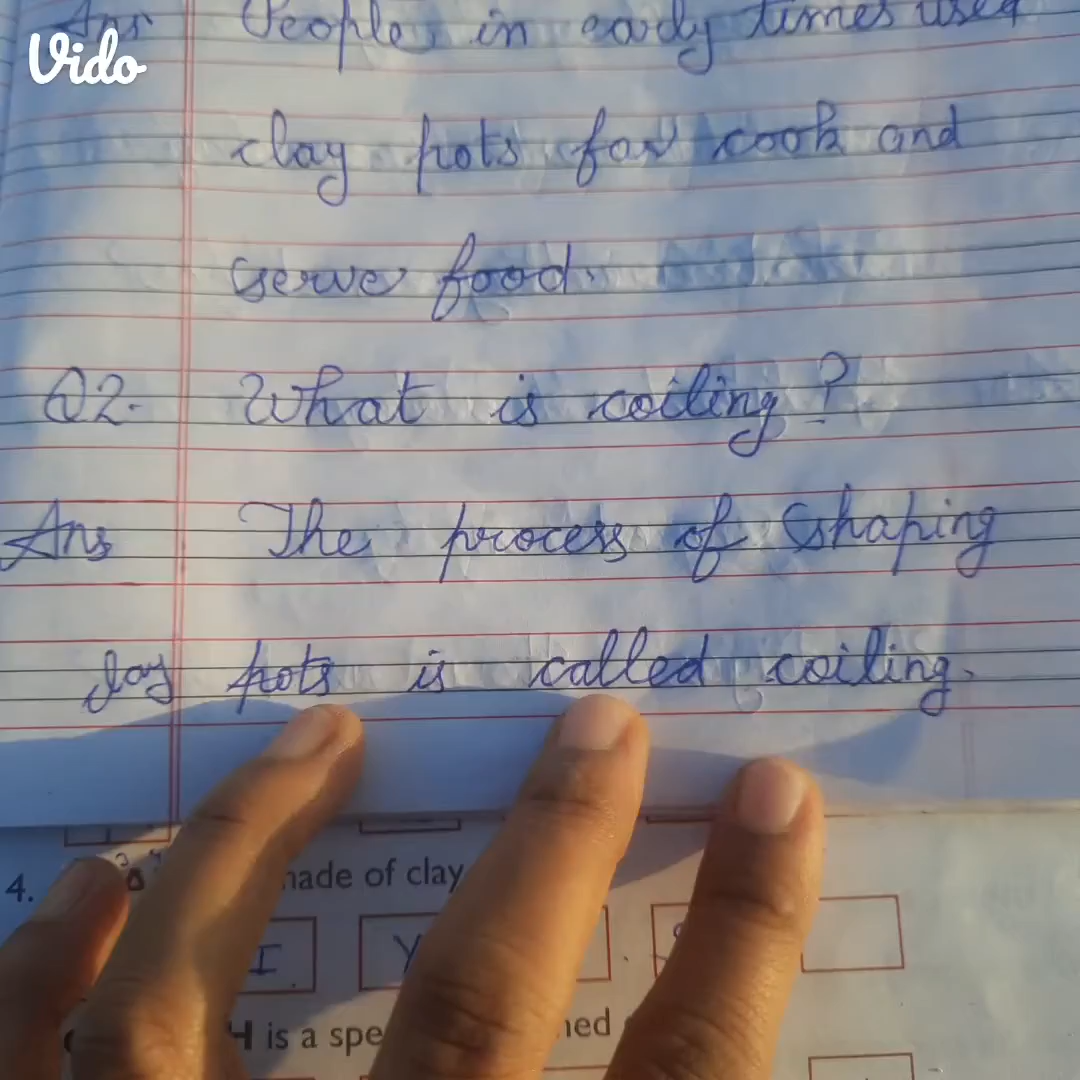 Ans People in early times used
Vido
clay pots for cook and
serve food.
Q2. What is coiling?
Ans The process of shaping
clay pots is called coiling.
4. made of clay
I Y
H is a spe